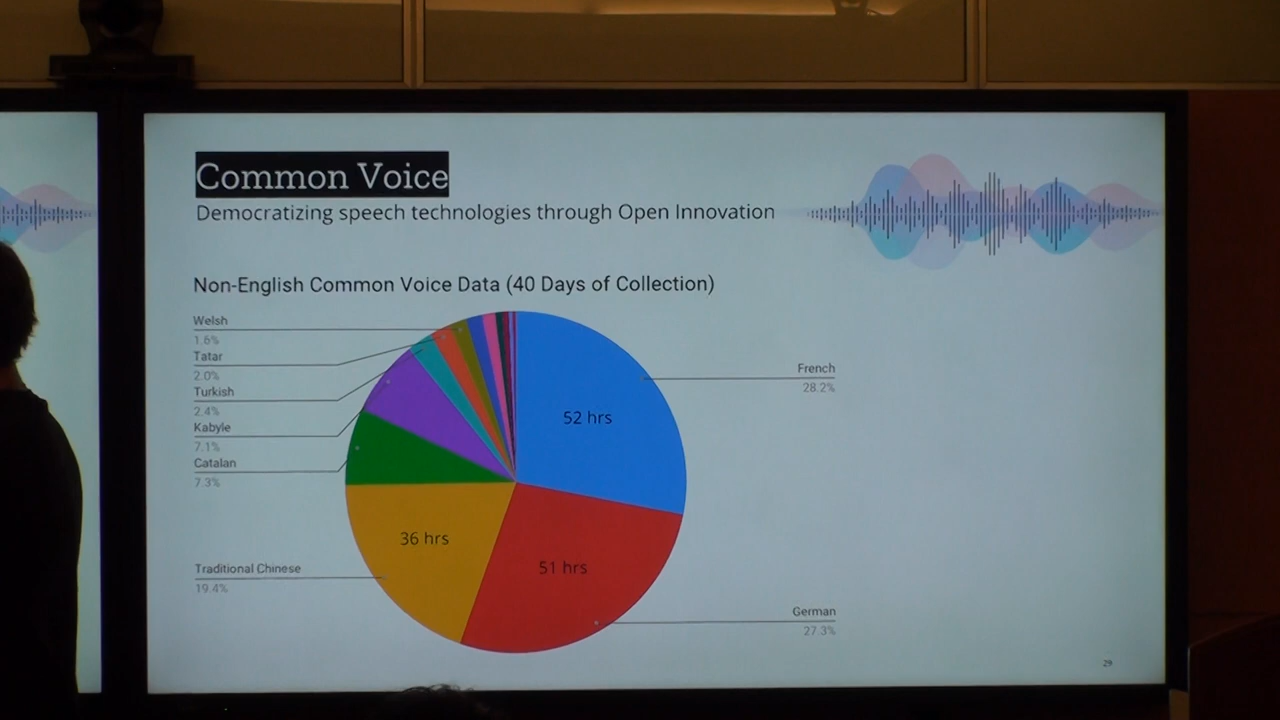 Common Voice
Democratizing speech technologies through Open Innovation
Non-English Common Voice Data (40 Days of Collection)
Welsh
1.6%
Tatar
2.0%
Turkish
2.4%
Kabyle
7.1%
Catalan
7.3%
Traditional Chinese
19.4%
French
28.2%
German
27.3%
52 hrs
36 hrs
51 hrs
29